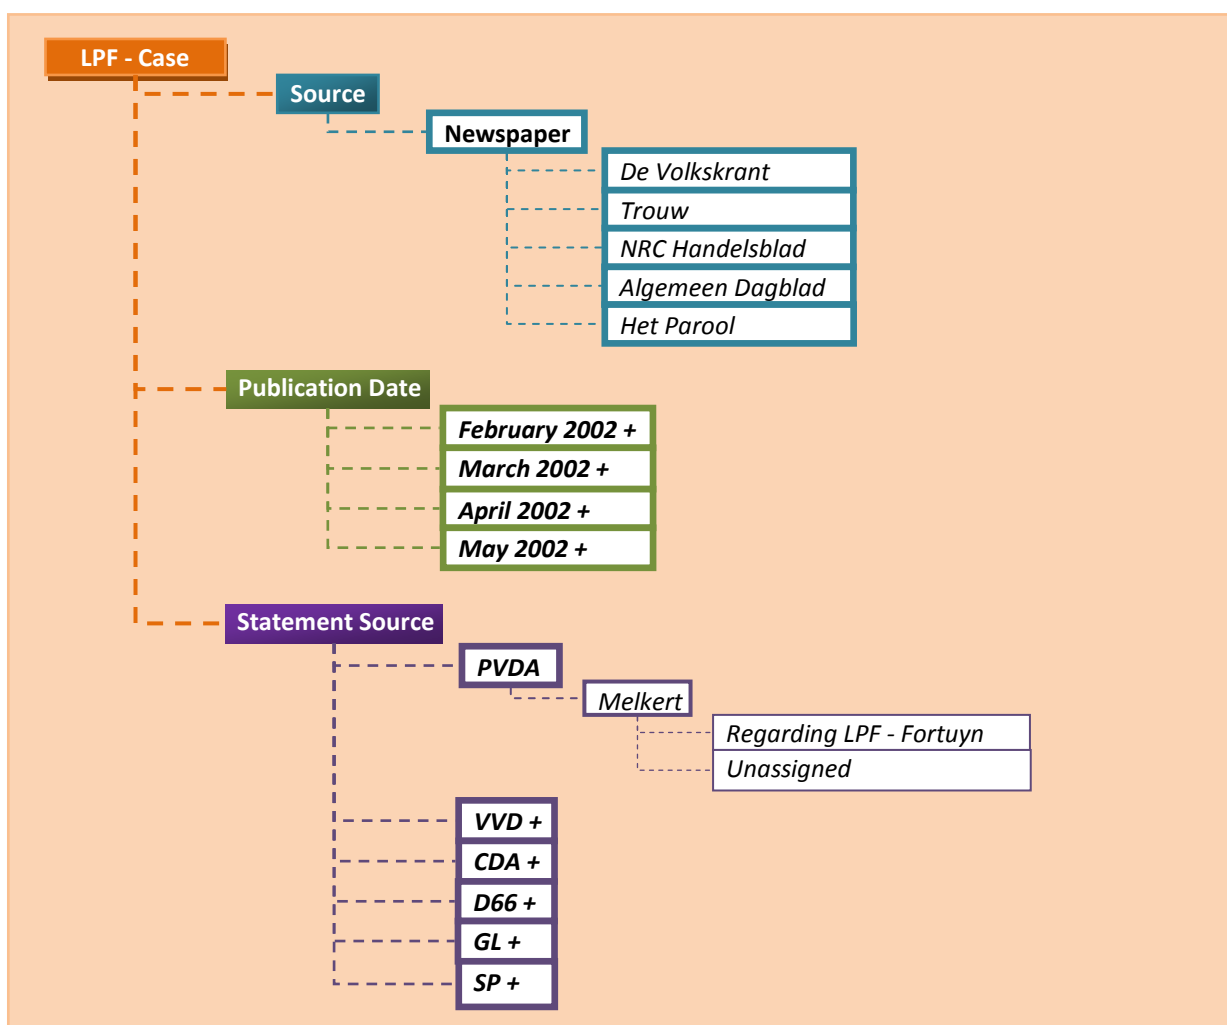 LPF - Case
Source
Newspaper
De Volkskrant
Trouw
NRC Handelsblad
Algemeen Dagblad
Het Parool
Publication Date
February 2002 +
March 2002 +
April 2002 +
May 2002 +
Statement Source
PVDA
Melkert
Regarding LPF - Fortuyn
Unassigned
VVD +
CDA +
D66 +
GL +
SP +